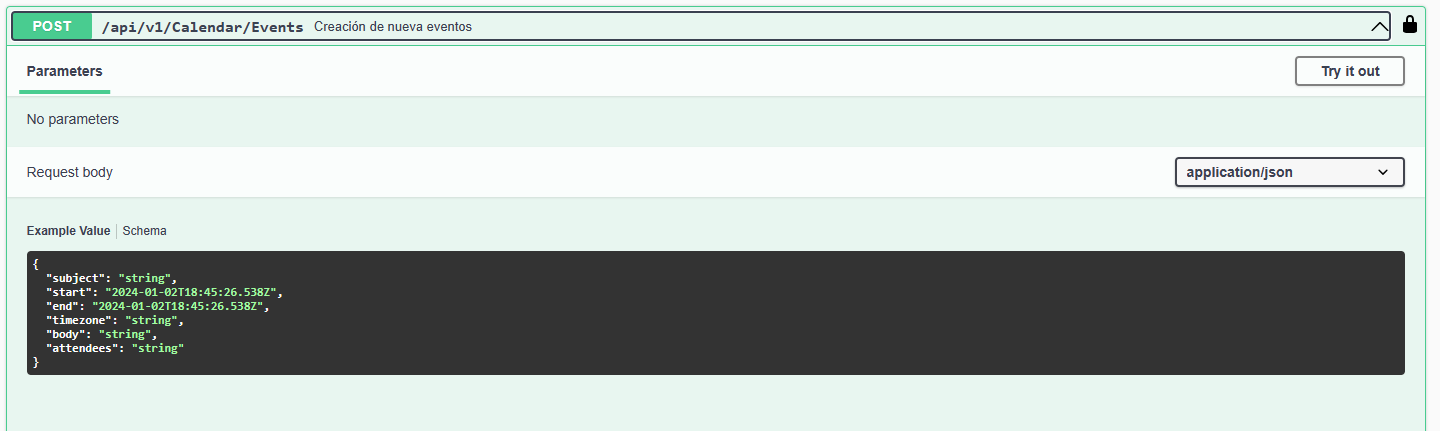 POST /api/v1/Calendar/Events Creación de nueva eventos
Parameters
Try it out
No parameters
Request body
application/json
Example Value Schema
{
"subject": "string",
"start": "2024-01-02T18:45:26.538Z",
"end": "2024-01-02T18:45:26.538Z",
"timezone": "string",
"body": "string",
"attendees": "string"
}